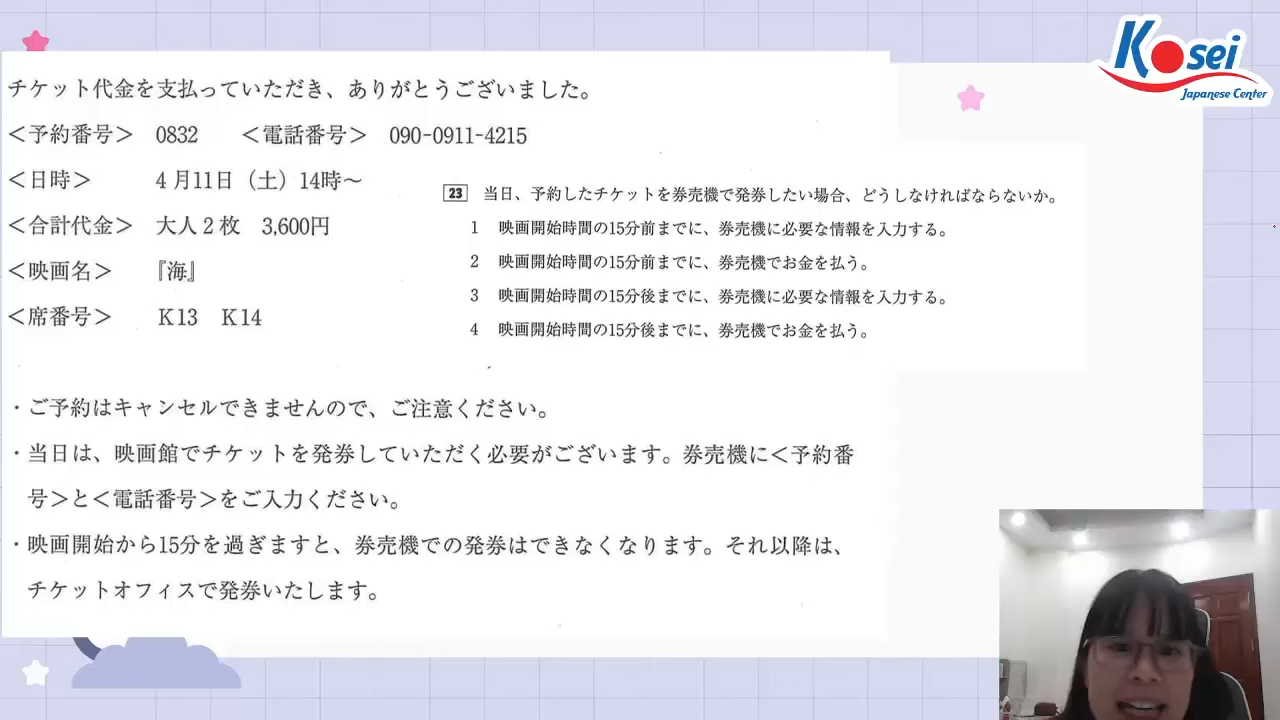 Kosei
Japanese Center
チケット代金を支払っていただき、ありがとうございました。
＜予約番号＞ 0832 ＜電話番号＞ 090-0911-4215
＜日時＞ 4月11日（土）14時～
＜合計代金＞ 大人2枚 3,600円
＜映画名＞ 『海』
＜席番号＞ K13 K14
23 当日、予約したチケットを券売機で発券したい場合、どうしなければならないか。
1 映画開始時間の15分前までに、券売機に必要な情報を入力する。
2 映画開始時間の15分前までに、券売機でお金を払う。
3 映画開始時間の15分後までに、券売機に必要な情報を入力する。
4 映画開始時間の15分後までに、券売機でお金を払う。
・ご予約はキャンセルできませんので、ご注意ください。
・当日は、映画館でチケットを発券していただく必要がございます。券売機に＜予約番
号＞と＜電話番号＞をご入力ください。
・映画開始から15分を過ぎますと、券売機での発券はできなくなります。それ以降は、
チケットオフィスで発券いたします。